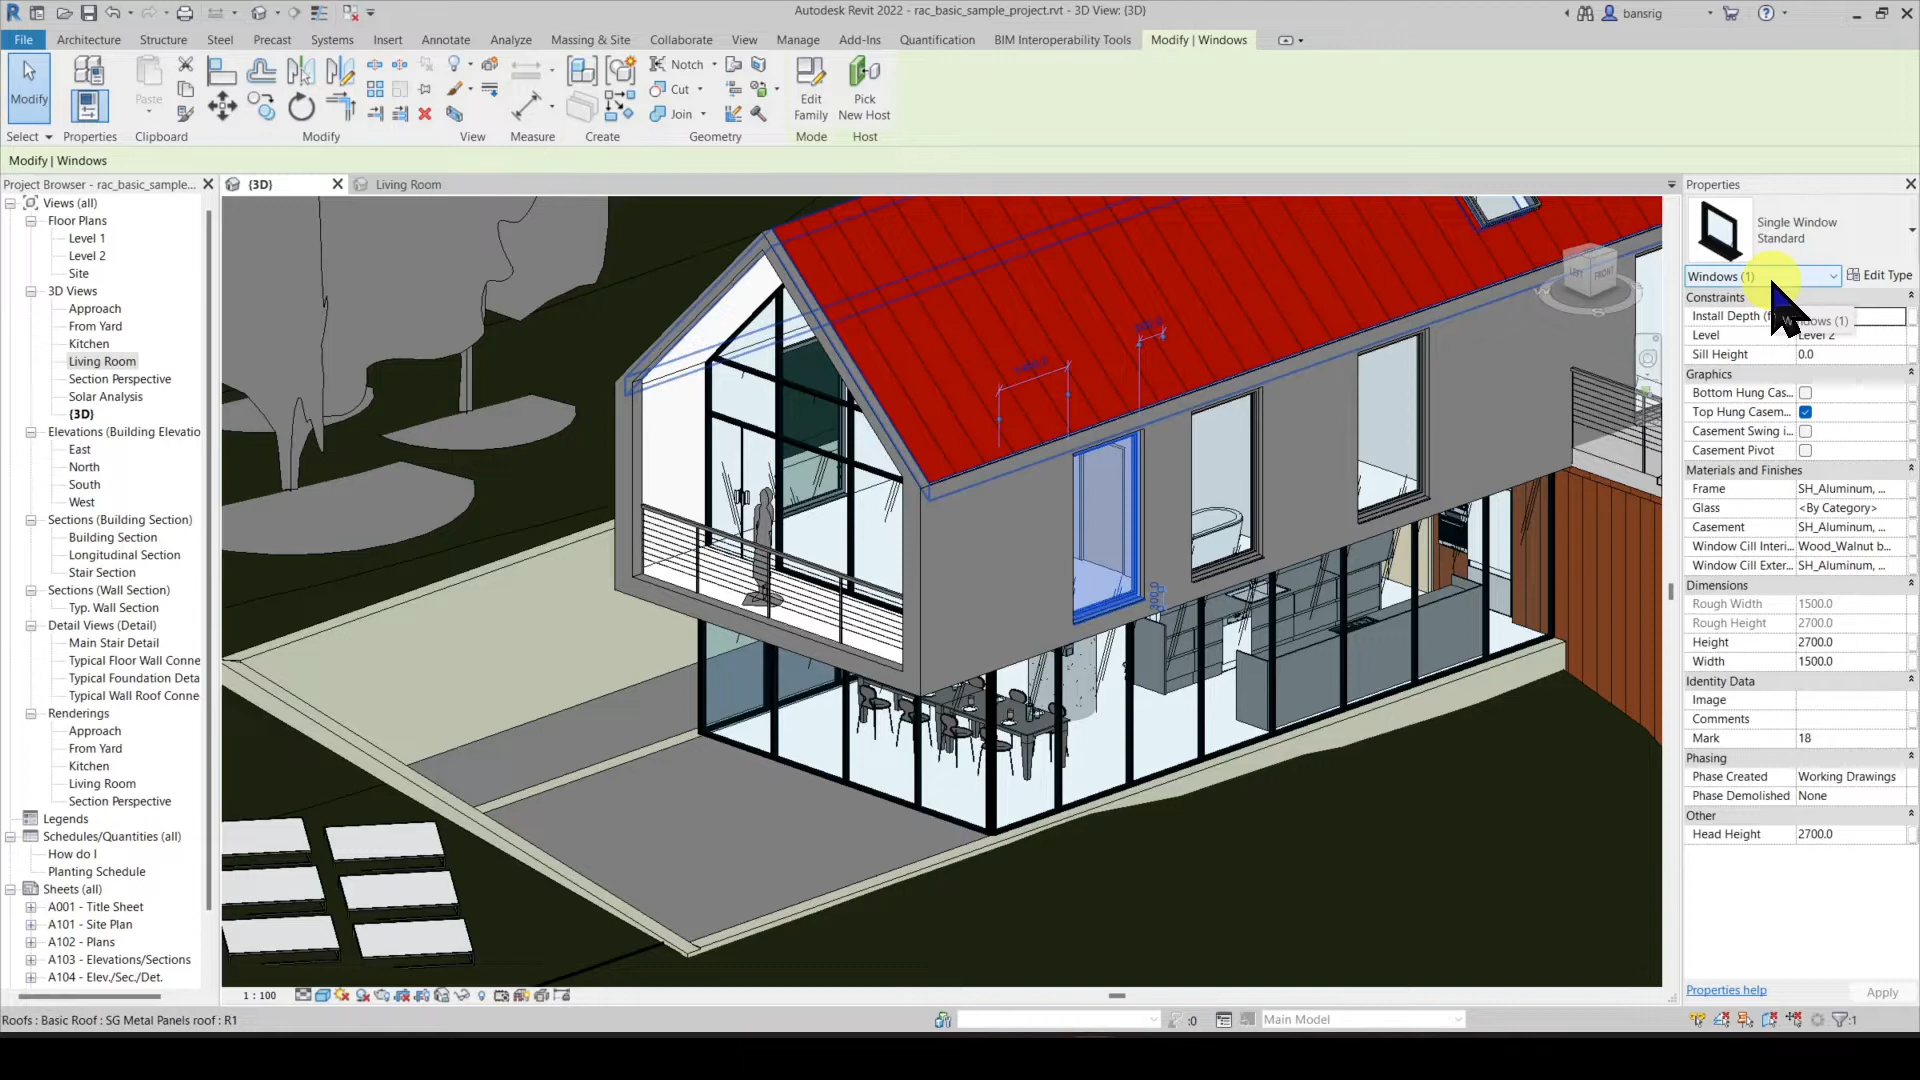 Autodesk Revit 2022 - rac_basic_sample_project.rvt - 3D View: {3D}
bansrig
File Architecture Structure Steel Precast Systems Insert Annotate Analyze Massing & Site Collaborate View Manage Add-Ins Quantification BIM Interoperability Tools Modify | Windows
Modify
Paste
Notch
Cut
Join
Edit Family
Pick New Host
Select Properties Clipboard Modify View Measure Create Geometry Mode Host
Modify | Windows
Project Browser - rac_basic_sample...
{3D}
Living Room
Views (all)
Floor Plans
Level 1
Level 2
Site
3D Views
Approach
From Yard
Kitchen
Living Room
Section Perspective
Solar Analysis
{3D}
Elevations (Building Elevatio
East
North
South
West
Sections (Building Section)
Building Section
Longitudinal Section
Stair Section
Sections (Wall Section)
Typ. Wall Section
Detail Views (Detail)
Main Stair Detail
Typical Floor Wall Conne
Typical Foundation Deta
Typical Wall Roof Conne
Renderings
Approach
From Yard
Kitchen
Living Room
Section Perspective
Legends
Schedules/Quantities (all)
How do I
Planting Schedule
Sheets (all)
A001 - Title Sheet
A101 - Site Plan
A102 - Plans
A103 - Elevations/Sections
A104 - Elev./Sec./Det.
LEFT FRONT
Properties
Single Window
Standard
Windows (1)
Edit Type
Constraints
Install Depth
Level Level 2
Sill Height 0.0
Graphics
Bottom Hung Cas...
Top Hung Casem...
Casement Swing i...
Casement Pivot
Materials and Finishes
Frame SH_Aluminum, ...
Glass <By Category>
Casement SH_Aluminum, ...
Window Cill Interi... Wood_Walnut b...
Window Cill Exter... SH_Aluminum, ...
Dimensions
Rough Width 1500.0
Rough Height 2700.0
Height 2700.0
Width 1500.0
Identity Data
Image
Comments
Mark 18
Phasing
Phase Created Working Drawings
Phase Demolished None
Other
Head Height 2700.0
Properties help
Apply
1 : 100
Roofs : Basic Roof : SG Metal Panels roof : R1
:0
Main Model
:1